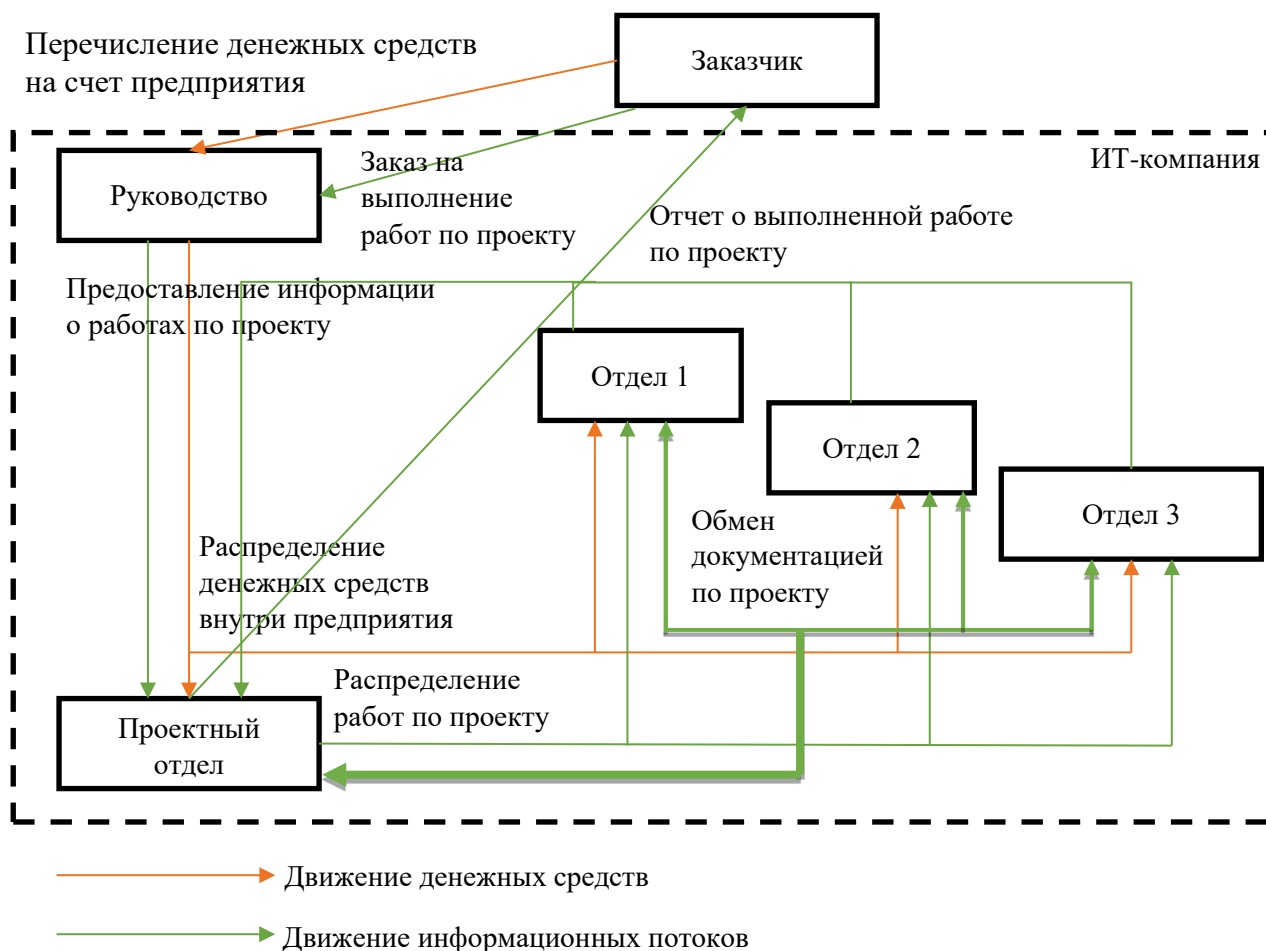 Перечисление денежных средств
на счет предприятия
Заказчик
ИТ-компания
Руководство
Заказ на
выполнение
работ по проекту
Отчет о выполненной работе
по проекту
Предоставление информации
о работах по проекту
Отдел 1
Отдел 2
Отдел 3
Обмен
документацией
по проекту
Распределение
денежных средств
внутри предприятия
Распределение
работ по проекту
Проектный
отдел
Движение денежных средств
Движение информационных потоков